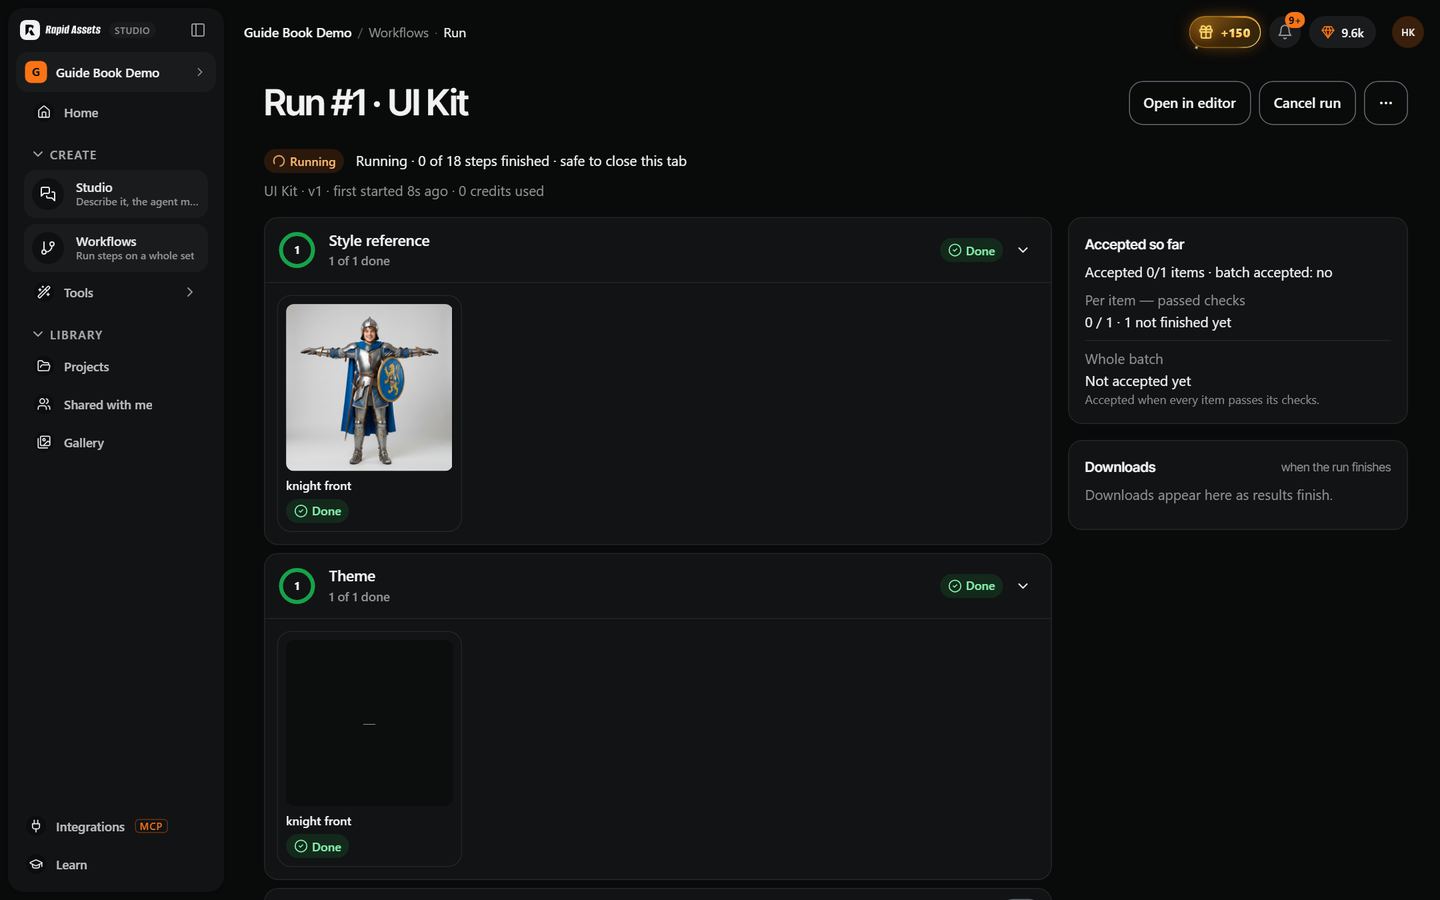 Rapid Assets STUDIO
Guide Book Demo / Workflows · Run
+150
9+
9.6k
HK
G Guide Book Demo
Home
CREATE
Studio
Describe it, the agent m...
Workflows
Run steps on a whole set
Tools
LIBRARY
Projects
Shared with me
Gallery
Integrations MCP
Learn
Run #1 · UI Kit
Open in editor
Cancel run
Running
Running · 0 of 18 steps finished · safe to close this tab
UI Kit · v1 · first started 8s ago · 0 credits used
1
Style reference
1 of 1 done
Done
knight front
Done
1
Theme
1 of 1 done
Done
—
knight front
Done
Accepted so far
Accepted 0/1 items · batch accepted: no
Per item — passed checks
0 / 1 · 1 not finished yet
Whole batch
Not accepted yet
Accepted when every item passes its checks.
Downloads
when the run finishes
Downloads appear here as results finish.